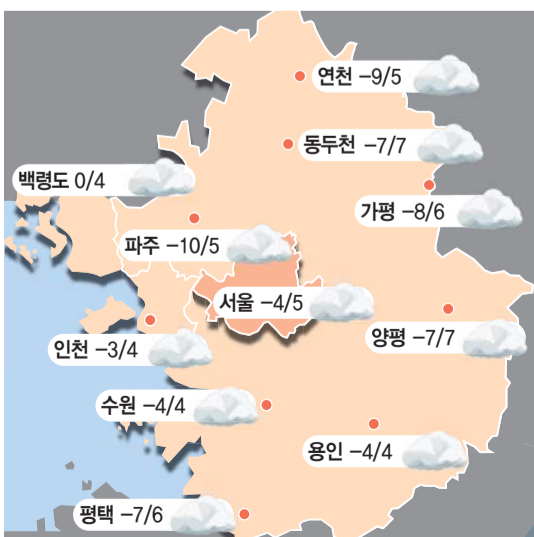 연천 –9/5
동두천 –7/7
백령도 0/4
가평 –8/6
파주 –10/5
서울 –4/5
양평 –7/7
인천 –3/4
수원 –4/4
용인 –4/4
평택 –7/6